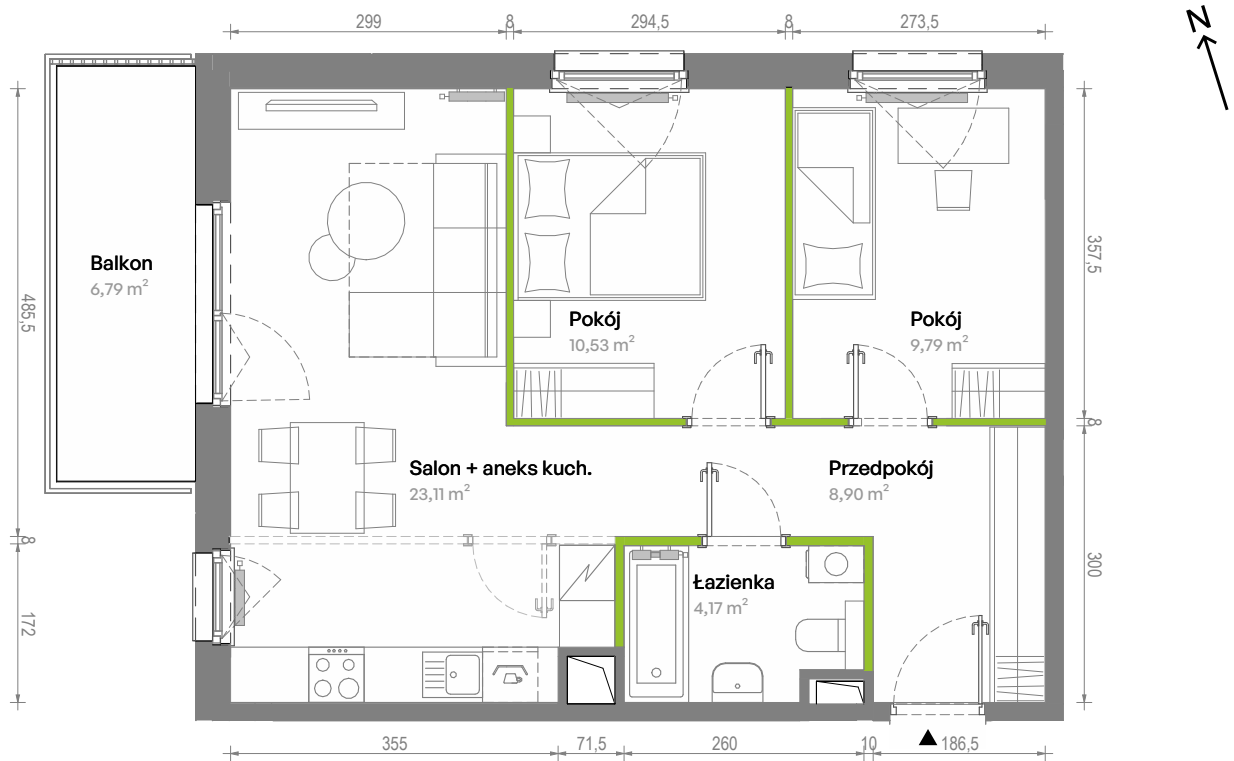 299
8
294,5
8
273,5
N
Balkon
6,79 m²
485,5
8
172
Pokój
10,53 m²
Pokój
9,79 m²
357,5
8
300
Salon + aneks kuch.
23,11 m²
Przedpokój
8,90 m²
Łazienka
4,17 m²
355
71,5
260
10
186,5